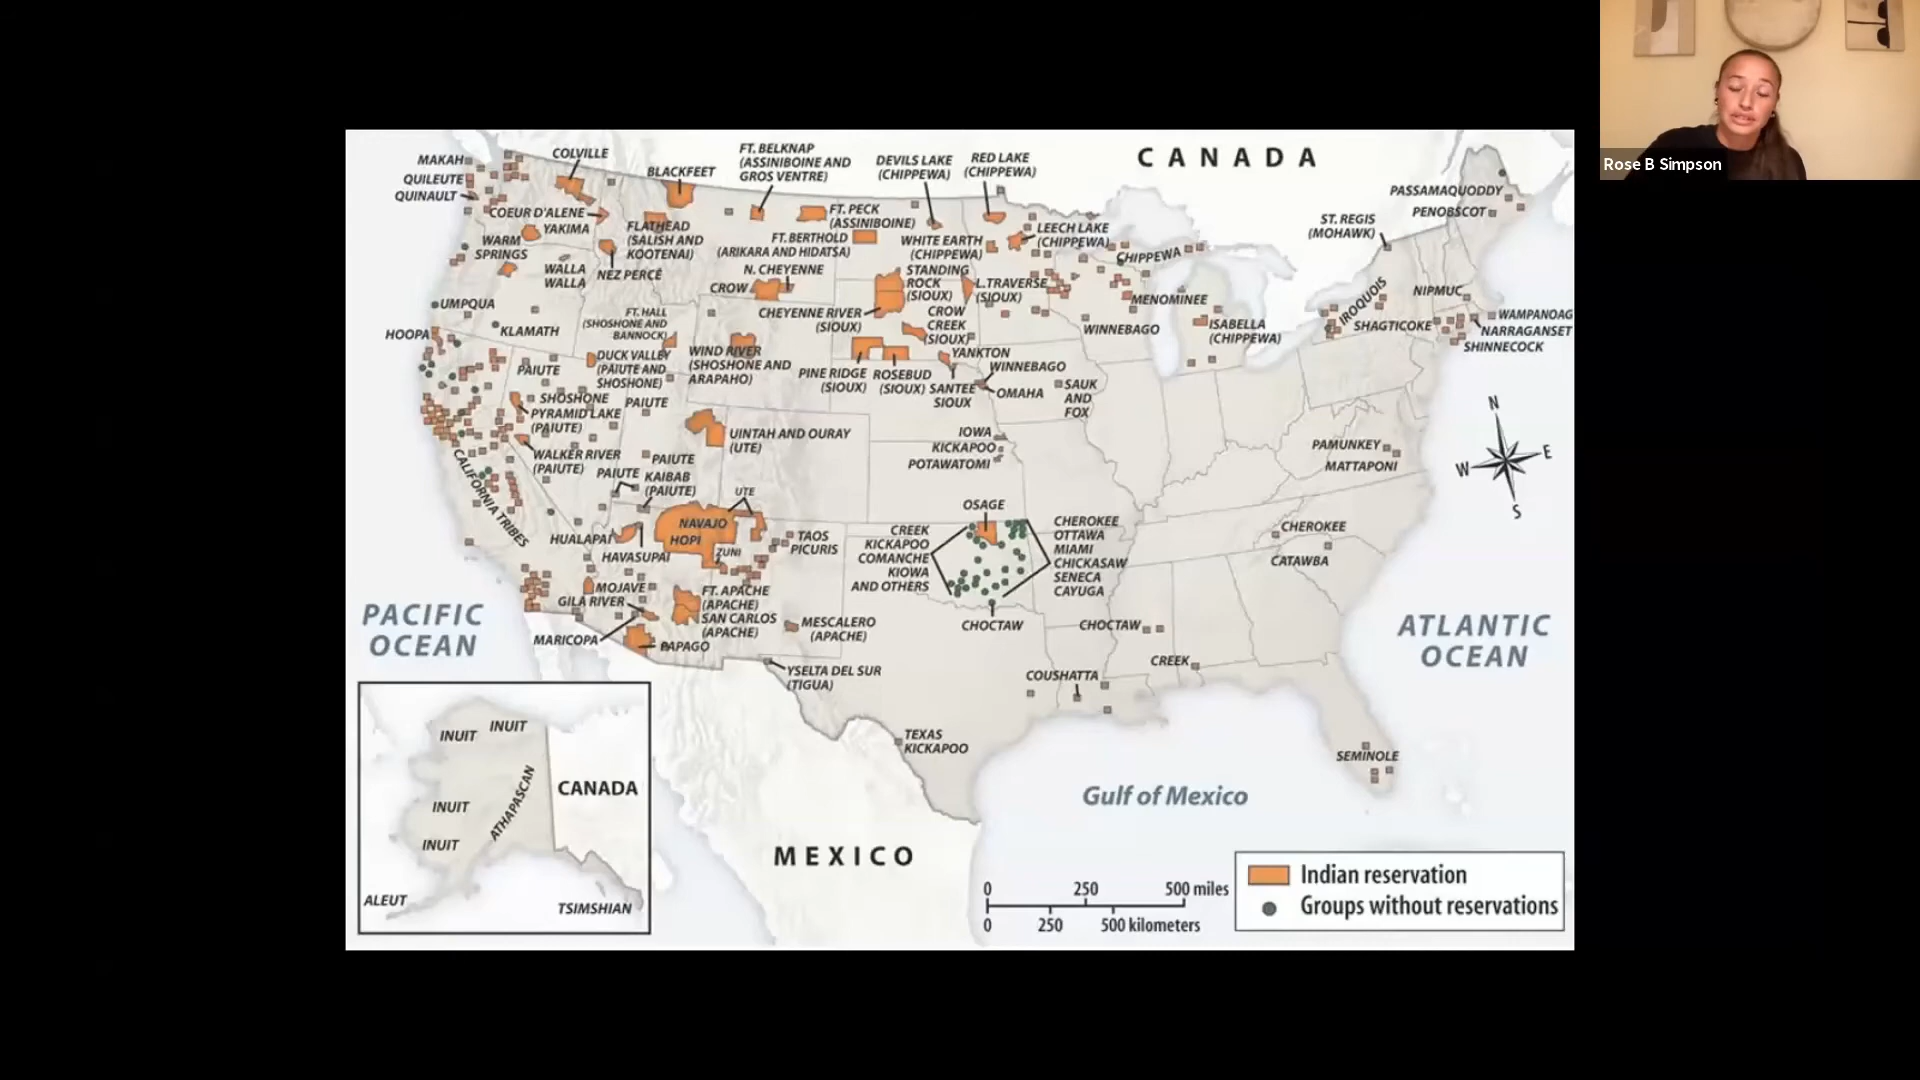 Rose B Simpson
CANADA
MAKAH
QUILEUTE
QUINAULT
COLVILLE
BLACKFEET
FT. BELKNAP
(ASSINIBOINE AND
GROS VENTRE)
DEVILS LAKE
(CHIPPEWA)
RED LAKE
(CHIPPEWA)
COEUR D'ALENE
YAKIMA
WARM
SPRINGS
WALLA
WALLA
NEZ PERCÉ
FLATHEAD
(SALISH AND
KOOTENAI)
FT. PECK
(ASSINIBOINE)
FT. BERTHOLD
(ARIKARA AND HIDATSA)
WHITE EARTH
(CHIPPEWA)
LEECH LAKE
(CHIPPEWA)
CHIPPEWA
ST. REGIS
(MOHAWK)
PASSAMAQUODDY
PENOBSCOT
N. CHEYENNE
CROW
STANDING
ROCK
(SIOUX)
L.TRAVERSE
(SIOUX)
CHEYENNE RIVER
(SIOUX)
CROW
CREEK
(SIOUX)
MENOMINEE
WINNEBAGO
ISABELLA
(CHIPPEWA)
IROQUOIS
NIPMUC
SHAGTICOKE
WAMPANOAG
NARRAGANSET
SHINNECOCK
UMPQUA
KLAMATH
HOOPA
FT. HALL
(SHOSHONE AND
BANNOCK)
DUCK VALLEY
(PAIUTE AND
SHOSHONE)
WIND RIVER
(SHOSHONE AND
ARAPAHO)
PINE RIDGE
(SIOUX)
ROSEBUD
(SIOUX)
YANKTON
SANTEE
SIOUX
WINNEBAGO
OMAHA
SAUK
AND
FOX
PAIUTE
SHOSHONE
PYRAMID LAKE
(PAIUTE)
PAIUTE
WALKER RIVER
(PAIUTE)
UINTAH AND OURAY
(UTE)
IOWA
KICKAPOO
POTAWATOMI
PAMUNKEY
MATTAPONI
N
W
E
S
CALIFORNIA TRIBES
PAIUTE
PAIUTE
KAIBAB
(PAIUTE)
UTE
NAVAJO
HOPI
ZUNI
HUALAPAI
HAVASUPAI
TAOS
PICURIS
OSAGE
CREEK
KICKAPOO
COMANCHE
KIOWA
AND OTHERS
CHEROKEE
OTTAWA
MIAMI
CHICKASAW
SENECA
CAYUGA
CHOCTAW
CHEROKEE
CATAWBA
MOJAVE
GILA RIVER
MARICOPA
PAPAGO
FT. APACHE
(APACHE)
SAN CARLOS
(APACHE)
MESCALERO
(APACHE)
YSELTA DEL SUR
(TIGUA)
CHOCTAW
CREEK
COUSHATTA
TEXAS
KICKAPOO
SEMINOLE
PACIFIC
OCEAN
ATLANTIC
OCEAN
Gulf of Mexico
MEXICO
INUIT
INUIT
INUIT
INUIT
ATHAPASCAN
CANADA
ALEUT
TSIMSHIAN
0 250 500 miles
0 250 500 kilometers
Indian reservation
Groups without reservations